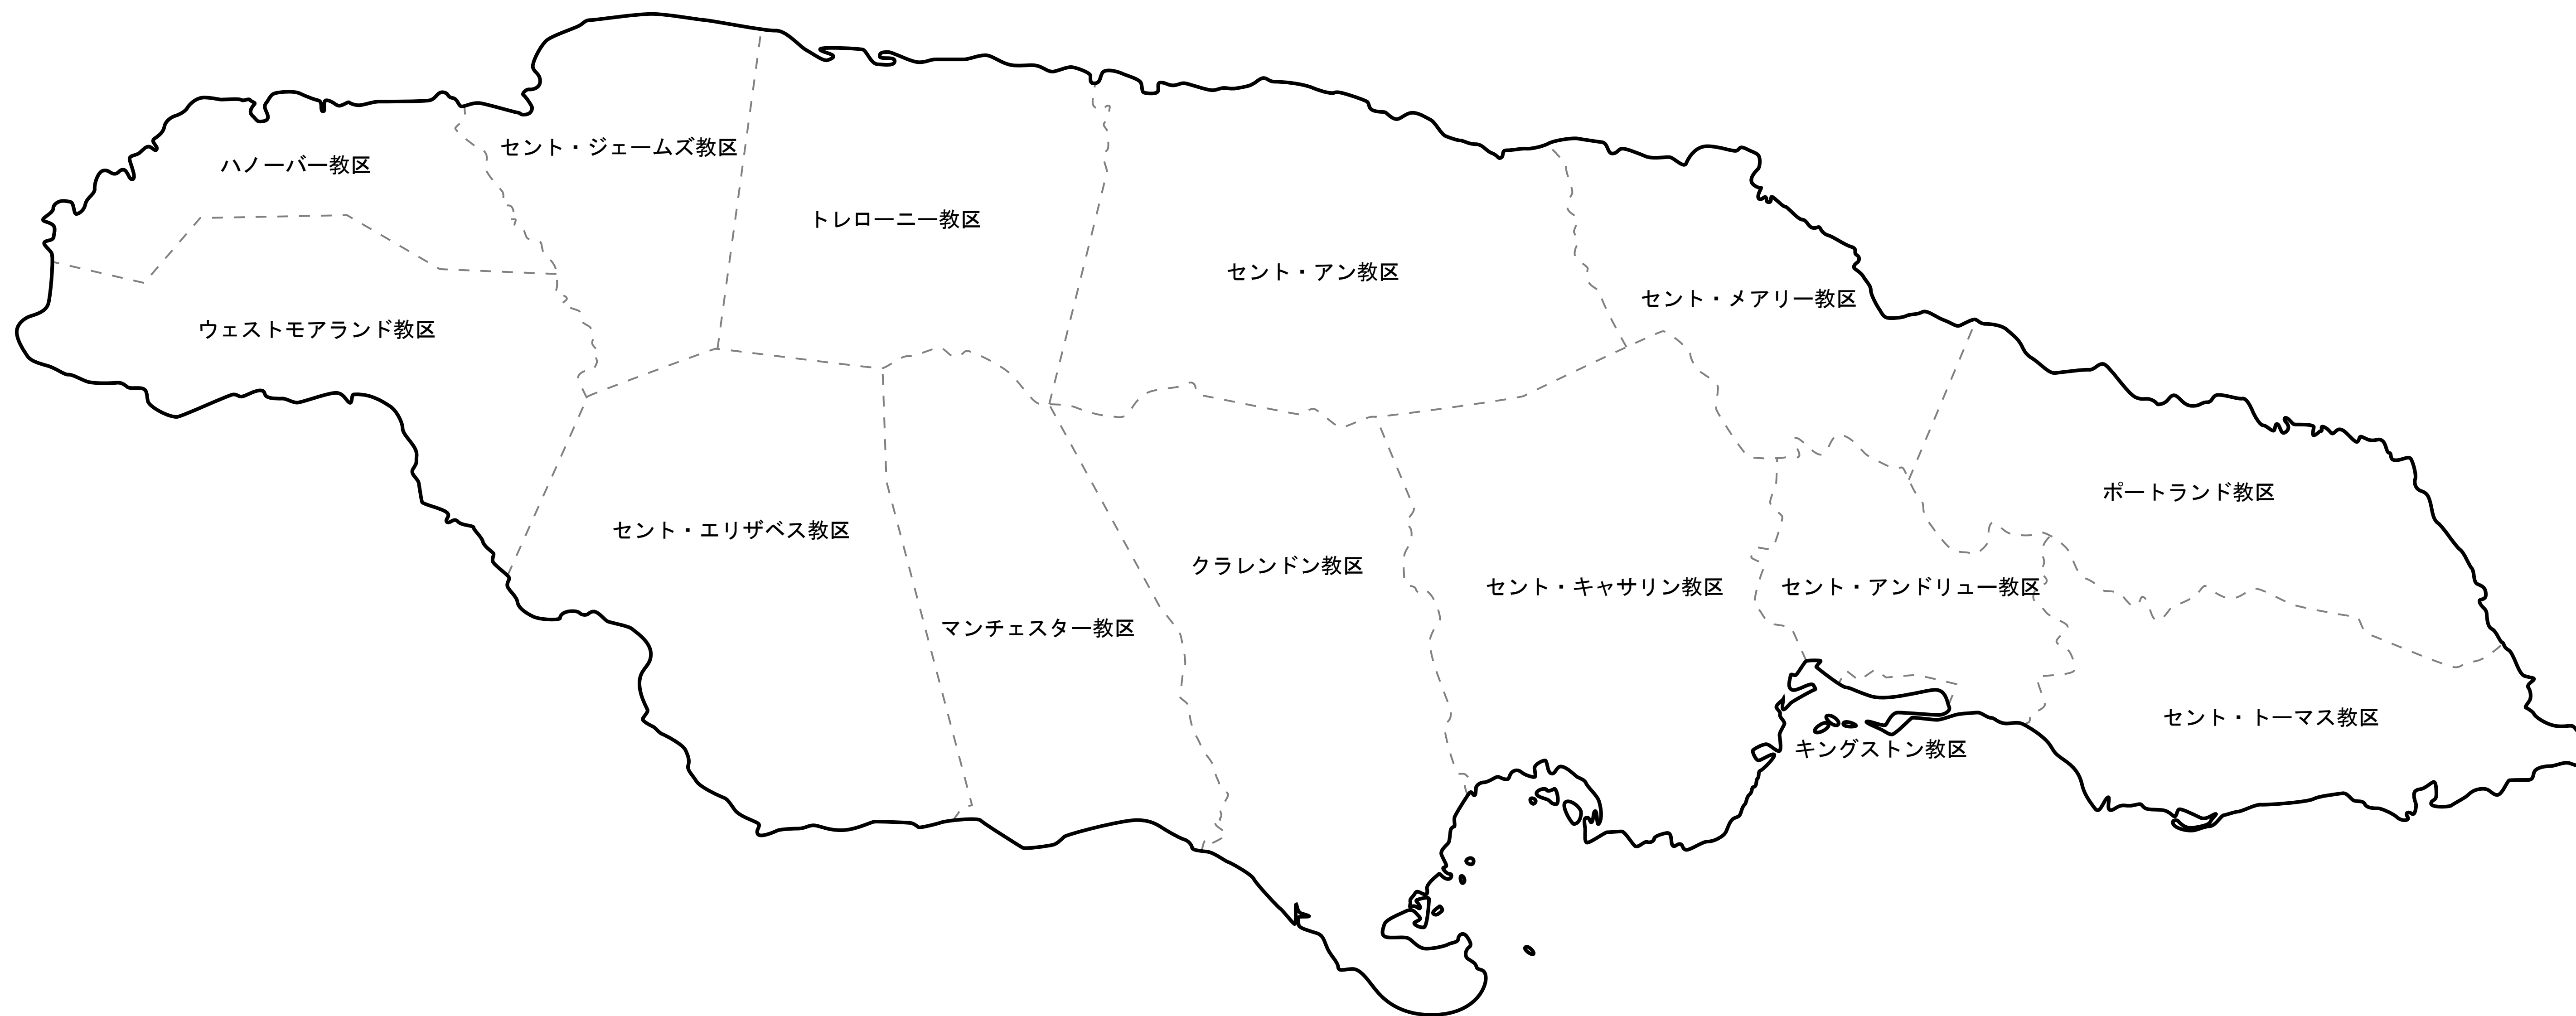 セント・ジェームズ教区
ハノーバー教区
トレローニー教区
セント・アン教区
セント・メアリー教区
ウェストモアランド教区
ポートランド教区
セント・エリザベス教区
クラレンドン教区
セント・キャサリン教区
セント・アンドリュー教区
マンチェスター教区
セント・トーマス教区
キングストン教区